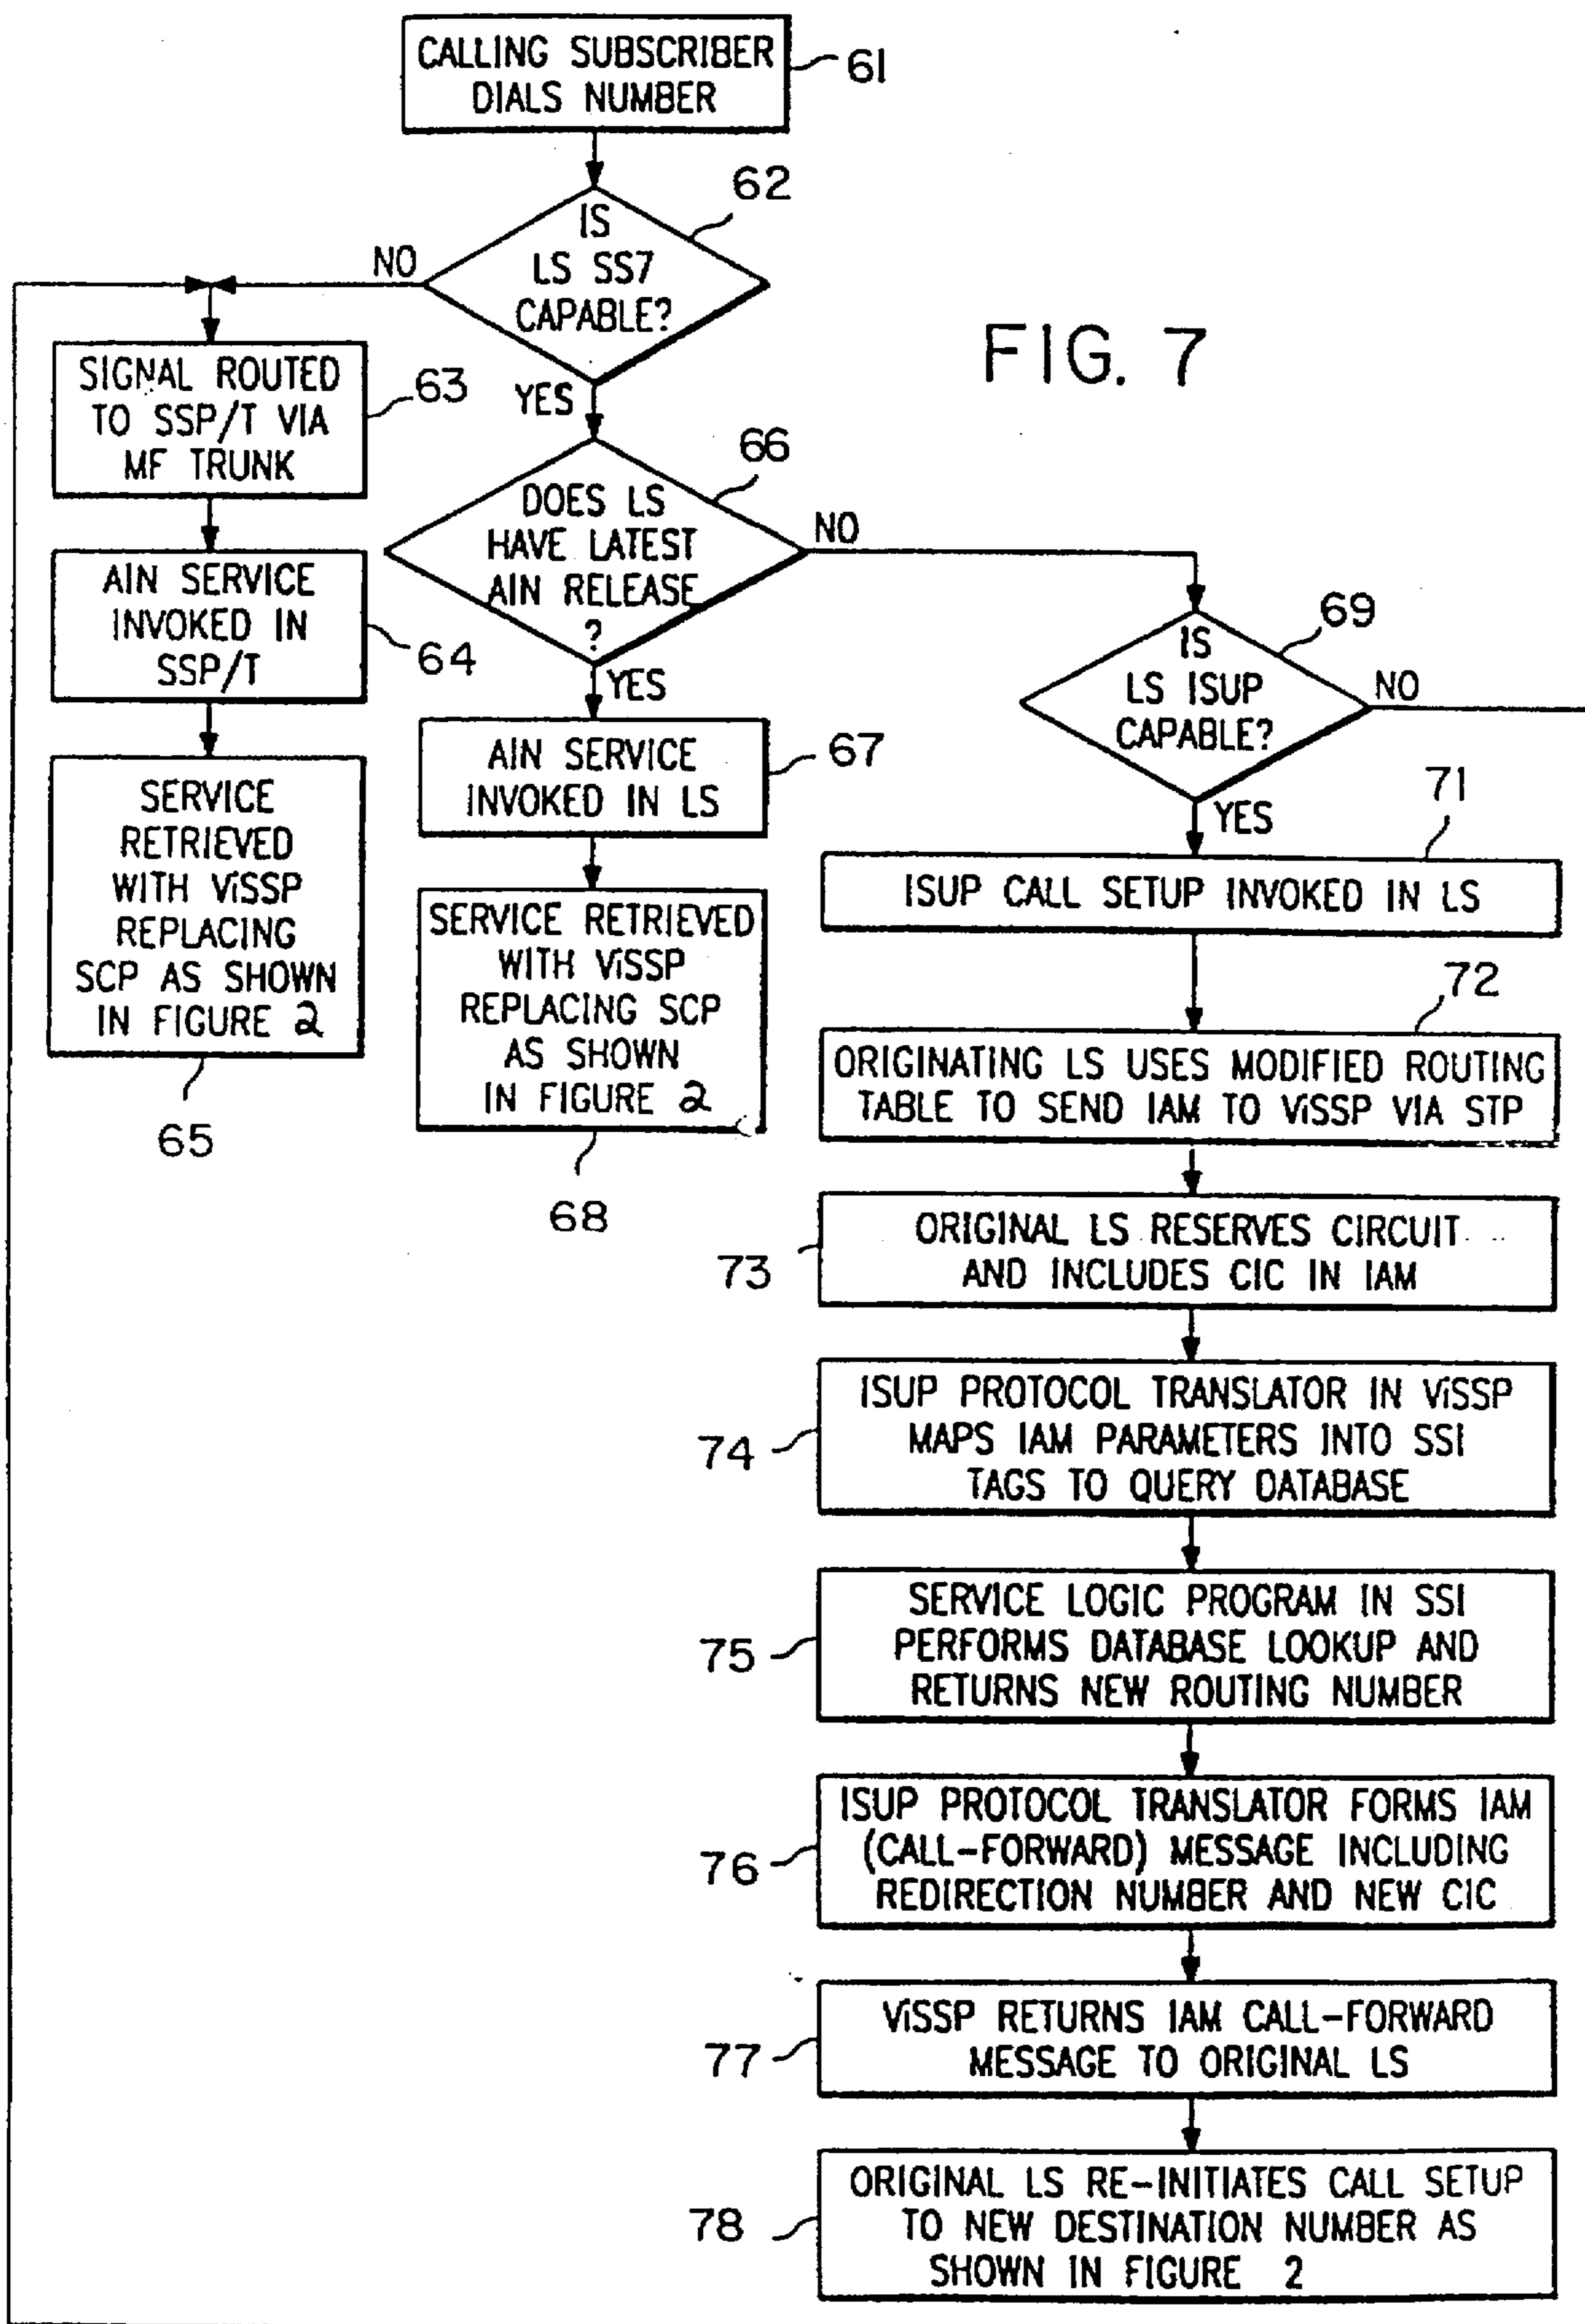 CALLING SUBSCRIBER
DIALS NUMBER
61
IS
LS SS7
CAPABLE?
62
NO
YES
FIG. 7
SIGNAL ROUTED
TO SSP/T VIA
MF TRUNK
63
AIN SERVICE
INVOKED IN
SSP/T
64
SERVICE
RETRIEVED
WITH ViSSP
REPLACING
SCP AS SHOWN
IN FIGURE 2
65
DOES LS
HAVE LATEST
AIN RELEASE
?
66
NO
YES
AIN SERVICE
INVOKED IN LS
67
SERVICE RETRIEVED
WITH ViSSP
REPLACING SCP
AS SHOWN
IN FIGURE 2
68
IS
LS ISUP
CAPABLE?
69
NO
YES
71
ISUP CALL SETUP INVOKED IN LS
72
ORIGINATING LS USES MODIFIED ROUTING
TABLE TO SEND IAM TO ViSSP VIA STP
ORIGINAL LS RESERVES CIRCUIT
AND INCLUDES CIC IN IAM
73
ISUP PROTOCOL TRANSLATOR IN ViSSP
MAPS IAM PARAMETERS INTO SSI
TAGS TO QUERY DATABASE
74
SERVICE LOGIC PROGRAM IN SSI
PERFORMS DATABASE LOOKUP AND
RETURNS NEW ROUTING NUMBER
75
ISUP PROTOCOL TRANSLATOR FORMS IAM
(CALL-FORWARD) MESSAGE INCLUDING
REDIRECTION NUMBER AND NEW CIC
76
ViSSP RETURNS IAM CALL-FORWARD
MESSAGE TO ORIGINAL LS
77
ORIGINAL LS RE-INITIATES CALL SETUP
TO NEW DESTINATION NUMBER AS
SHOWN IN FIGURE 2
78